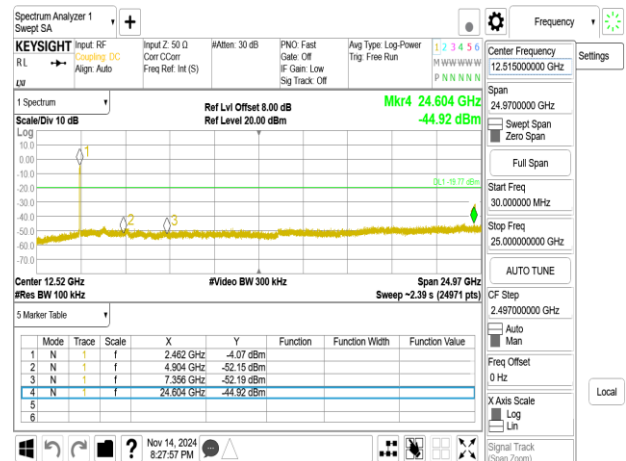 Spectrum Analyzer 1
Swept SA
Frequency
KEYSIGHT
RL
Input: RF
Coupling: DC
Align: Auto
Input Z: 50 Ω
Corr CCorr
Freq Ref: Int (S)
#Atten: 30 dB
PNO: Fast
Gate: Off
IF Gain: Low
Sig Track: Off
Avg Type: Log-Power
Trig: Free Run
1 2 3 4 5 6
M W W W W W
P N N N N N
LXI
1 Spectrum
Scale/Div 10 dB
Ref Lvl Offset 8.00 dB
Ref Level 20.00 dBm
Mkr4 24.604 GHz
-44.92 dBm
Log
10.0
0.00
-10.0
-20.0
-30.0
-40.0
-50.0
-60.0
-70.0
1
2
3
DL1 -19.77 dBm
Center 12.52 GHz
#Video BW 300 kHz
Span 24.97 GHz
#Res BW 100 kHz
Sweep ~2.39 s (24971 pts)
5 Marker Table
Mode Trace Scale X Y Function Function Width Function Value
1 N 1 f 2.462 GHz -4.07 dBm
2 N 1 f 4.904 GHz -52.15 dBm
3 N 1 f 7.356 GHz -52.19 dBm
4 N 1 f 24.604 GHz -44.92 dBm
5
6
?
Nov 14, 2024
8:27:57 PM
Center Frequency
12.515000000 GHz
Settings
Span
24.9700000 GHz
Swept Span
Zero Span
Full Span
Start Freq
30.000000 MHz
Stop Freq
25.000000000 GHz
AUTO TUNE
CF Step
2.497000000 GHz
Auto
Man
Freq Offset
0 Hz
X Axis Scale
Log
Lin
Local
Signal Track
(Span Zoom)